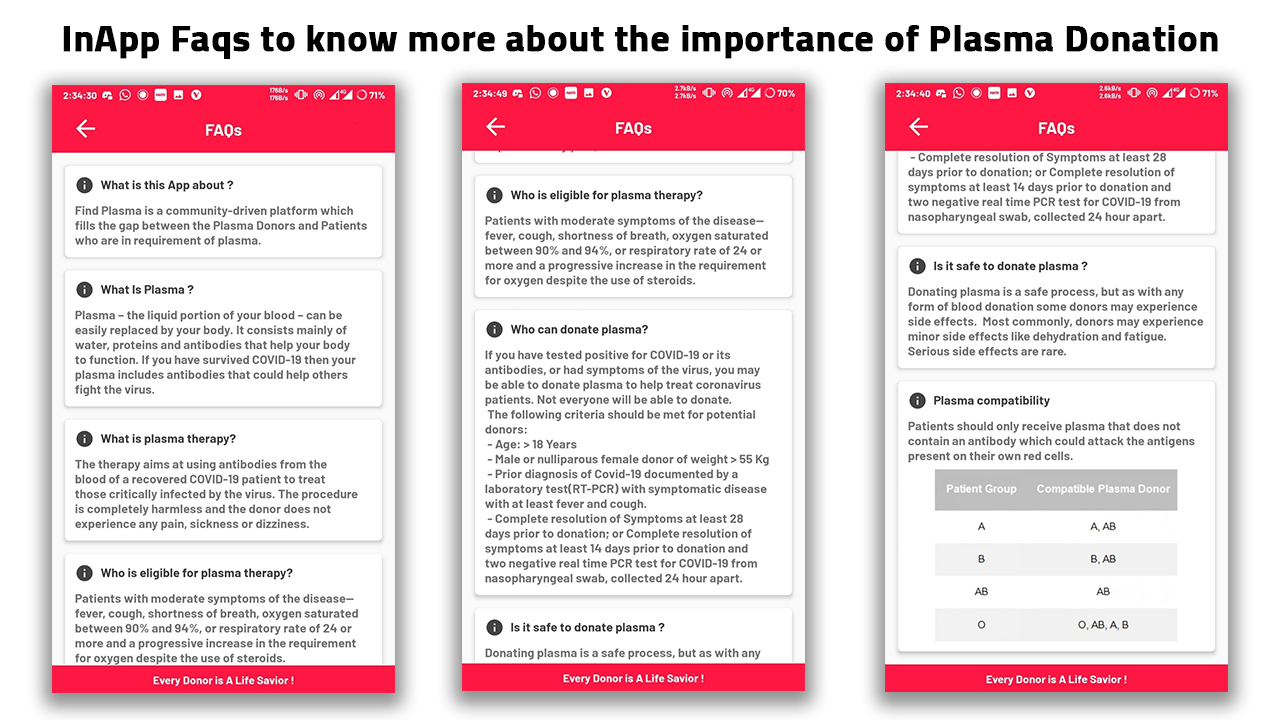 InApp Faqs to know more about the importance of Plasma Donation
2:34:30
176B/s
176B/s
4G
71%
FAQs
What is this App about ?
Find Plasma is a community-driven platform which
fills the gap between the Plasma Donors and Patients
who are in requirement of plasma.
What Is Plasma ?
Plasma – the liquid portion of your blood – can be
easily replaced by your body. It consists mainly of
water, proteins and antibodies that help your body
to function. If you have survived COVID-19 then your
plasma includes antibodies that could help others
fight the virus.
What is plasma therapy?
The therapy aims at using antibodies from the
blood of a recovered COVID-19 patient to treat
those critically infected by the virus. The procedure
is completely harmless and the donor does not
experience any pain, sickness or dizziness.
Who is eligible for plasma therapy?
Patients with moderate symptoms of the disease—
fever, cough, shortness of breath, oxygen saturated
between 90% and 94%, or respiratory rate of 24 or
more and a progressive increase in the requirement
for oxygen despite the use of steroids.
Every Donor is A Life Savior !
2:34:49
2.7kB/s
2.7kB/s
4G
70%
FAQs
Who is eligible for plasma therapy?
Patients with moderate symptoms of the disease—
fever, cough, shortness of breath, oxygen saturated
between 90% and 94%, or respiratory rate of 24 or
more and a progressive increase in the requirement
for oxygen despite the use of steroids.
Who can donate plasma?
If you have tested positive for COVID-19 or its
antibodies, or had symptoms of the virus, you may
be able to donate plasma to help treat coronavirus
patients. Not everyone will be able to donate.
The following criteria should be met for potential
donors:
- Age: > 18 Years
- Male or nulliparous female donor of weight > 55 Kg
- Prior diagnosis of Covid-19 documented by a
laboratory test(RT-PCR) with symptomatic disease
with at least fever and cough.
- Complete resolution of Symptoms at least 28
days prior to donation; or Complete resolution of
symptoms at least 14 days prior to donation and
two negative real time PCR test for COVID-19 from
nasopharyngeal swab, collected 24 hour apart.
Is it safe to donate plasma ?
Donating plasma is a safe process, but as with any
Every Donor is A Life Savior !
2:34:40
2.6kB/s
2.6kB/s
4G
71%
FAQs
- Complete resolution of Symptoms at least 28
days prior to donation; or Complete resolution of
symptoms at least 14 days prior to donation and
two negative real time PCR test for COVID-19 from
nasopharyngeal swab, collected 24 hour apart.
Is it safe to donate plasma ?
Donating plasma is a safe process, but as with any
form of blood donation some donors may experience
side effects.  Most commonly, donors may experience
minor side effects like dehydration and fatigue.
Serious side effects are rare.
Plasma compatibility
Patients should only receive plasma that does not
contain an antibody which could attack the antigens
present on their own red cells.
Patient Group Compatible Plasma Donor
A A, AB
B B, AB
AB AB
O O, AB, A, B
Every Donor is A Life Savior !